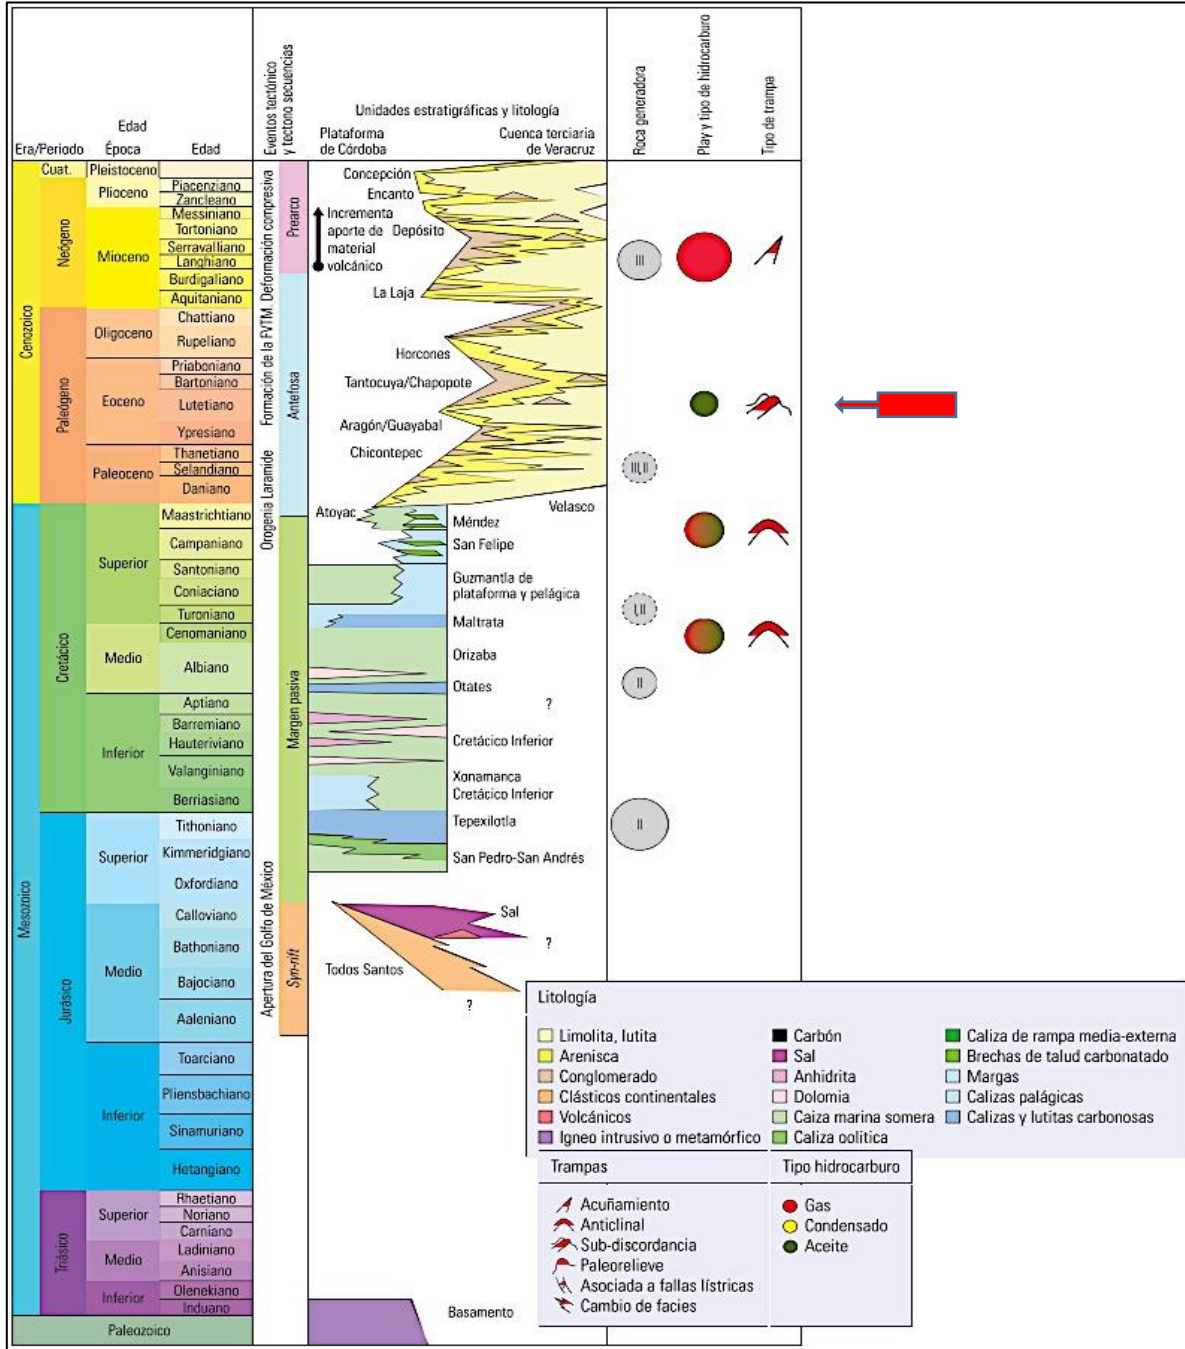 Era/Periodo
Edad
Época
Edad
Eventos tectónico
y tectono secuencias
Unidades estratigráficas y litología
Plataforma
de Córdoba
Cuenca terciaria
de Veracruz
Roca generadora
Play y tipo de hidrocarburo
Tipo de trampa
Cenozoico
Mesozoico
Cuat.
Neógeno
Paleógeno
Cretácico
Jurásico
Triásico
Paleozoico
Pleistoceno
Plioceno
Mioceno
Oligoceno
Eoceno
Paleoceno
Superior
Medio
Inferior
Superior
Medio
Inferior
Superior
Medio
Inferior
Piacenziano
Zancleano
Messiniano
Tortoniano
Serravalliano
Langhiano
Burdigaliano
Aquitaniano
Chattiano
Rupeliano
Priaboniano
Bartoniano
Lutetiano
Ypresiano
Thanetiano
Selandiano
Daniano
Maastrichtiano
Campaniano
Santoniano
Coniaciano
Turoniano
Cenomaniano
Albiano
Aptiano
Barremiano
Hauteriviano
Valanginiano
Berriasiano
Tithoniano
Kimmeridgiano
Oxfordiano
Calloviano
Bathoniano
Bajociano
Aaleniano
Toarciano
Pliensbachiano
Sinamuriano
Hetangiano
Rhaetiano
Noriano
Carniano
Ladiniano
Anisiano
Olenekiano
Induano
Formación de la FVTM. Deformación compresiva
Orogenia Laramide
Apertura del Golfo de México
Prearco
Antefosa
Margen pasiva
Syn-rift
Concepción
Encanto
Incrementa
aporte de
material
volcánico
Depósito
La Laja
Horcones
Tantocuya/Chapopote
Aragón/Guayabal
Chicontepec
Velasco
Atoyac
Méndez
San Felipe
Guzmantla de
plataforma y pelágica
Maltrata
Orizaba
Otates
?
Cretácico Inferior
Xonamanca
Cretácico Inferior
Tepexilotla
San Pedro-San Andrés
Sal
?
Todos Santos
?
Basamento
III
III, II
I, II
II
II
Litología
Limolita, lutita
Arenisca
Conglomerado
Clásticos continentales
Volcánicos
Igneo intrusivo o metamórfico
Carbón
Sal
Anhidrita
Dolomia
Caiza marina somera
Caliza oolitica
Caliza de rampa media-externa
Brechas de talud carbonatado
Margas
Calizas palágicas
Calizas y lutitas carbonosas
Trampas
Acuñamiento
Anticlinal
Sub-discordancia
Paleorelieve
Asociada a fallas lístricas
Cambio de facies
Tipo hidrocarburo
Gas
Condensado
Aceite